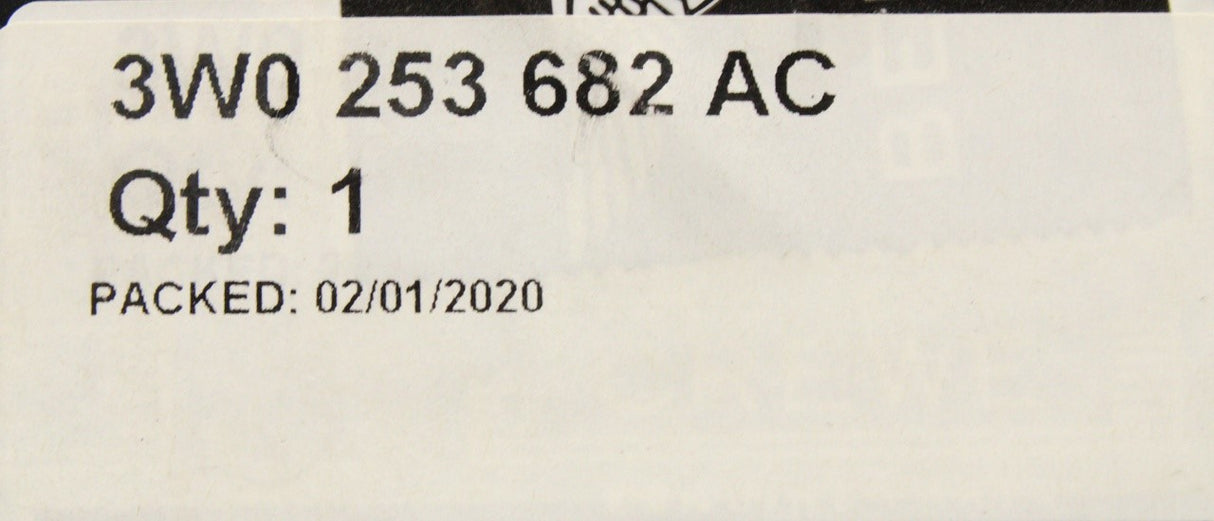 3W0 253 682 AC
Qty: 1
PACKED: 02/01/2020